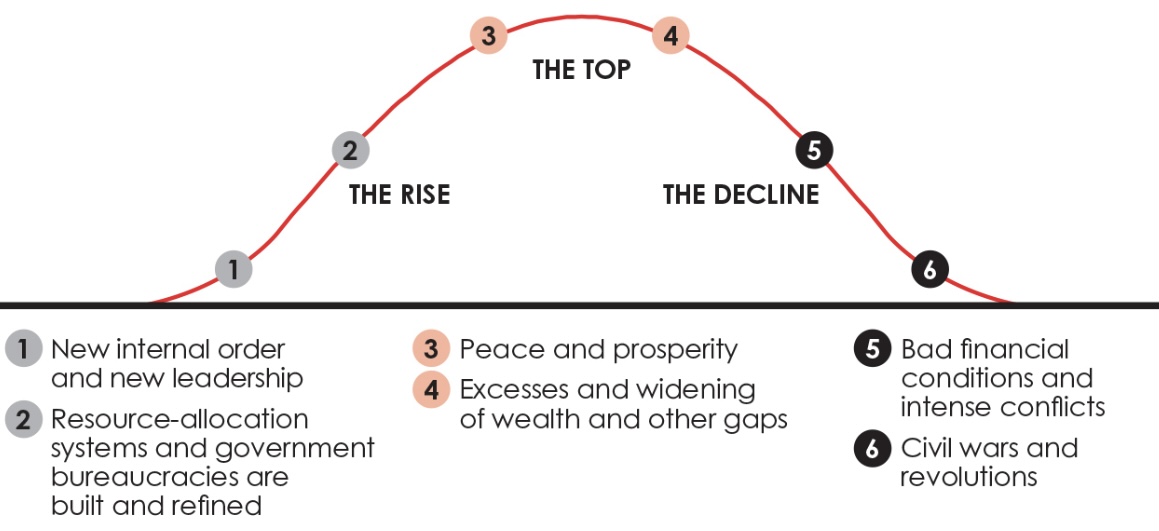 3
4
THE TOP
2
5
THE RISE
THE DECLINE
1
6
1 New internal order
and new leadership
2 Resource-allocation
systems and government
bureaucracies are
built and refined
3 Peace and prosperity
4 Excesses and widening
of wealth and other gaps
5 Bad financial
conditions and
intense conflicts
6 Civil wars and
revolutions